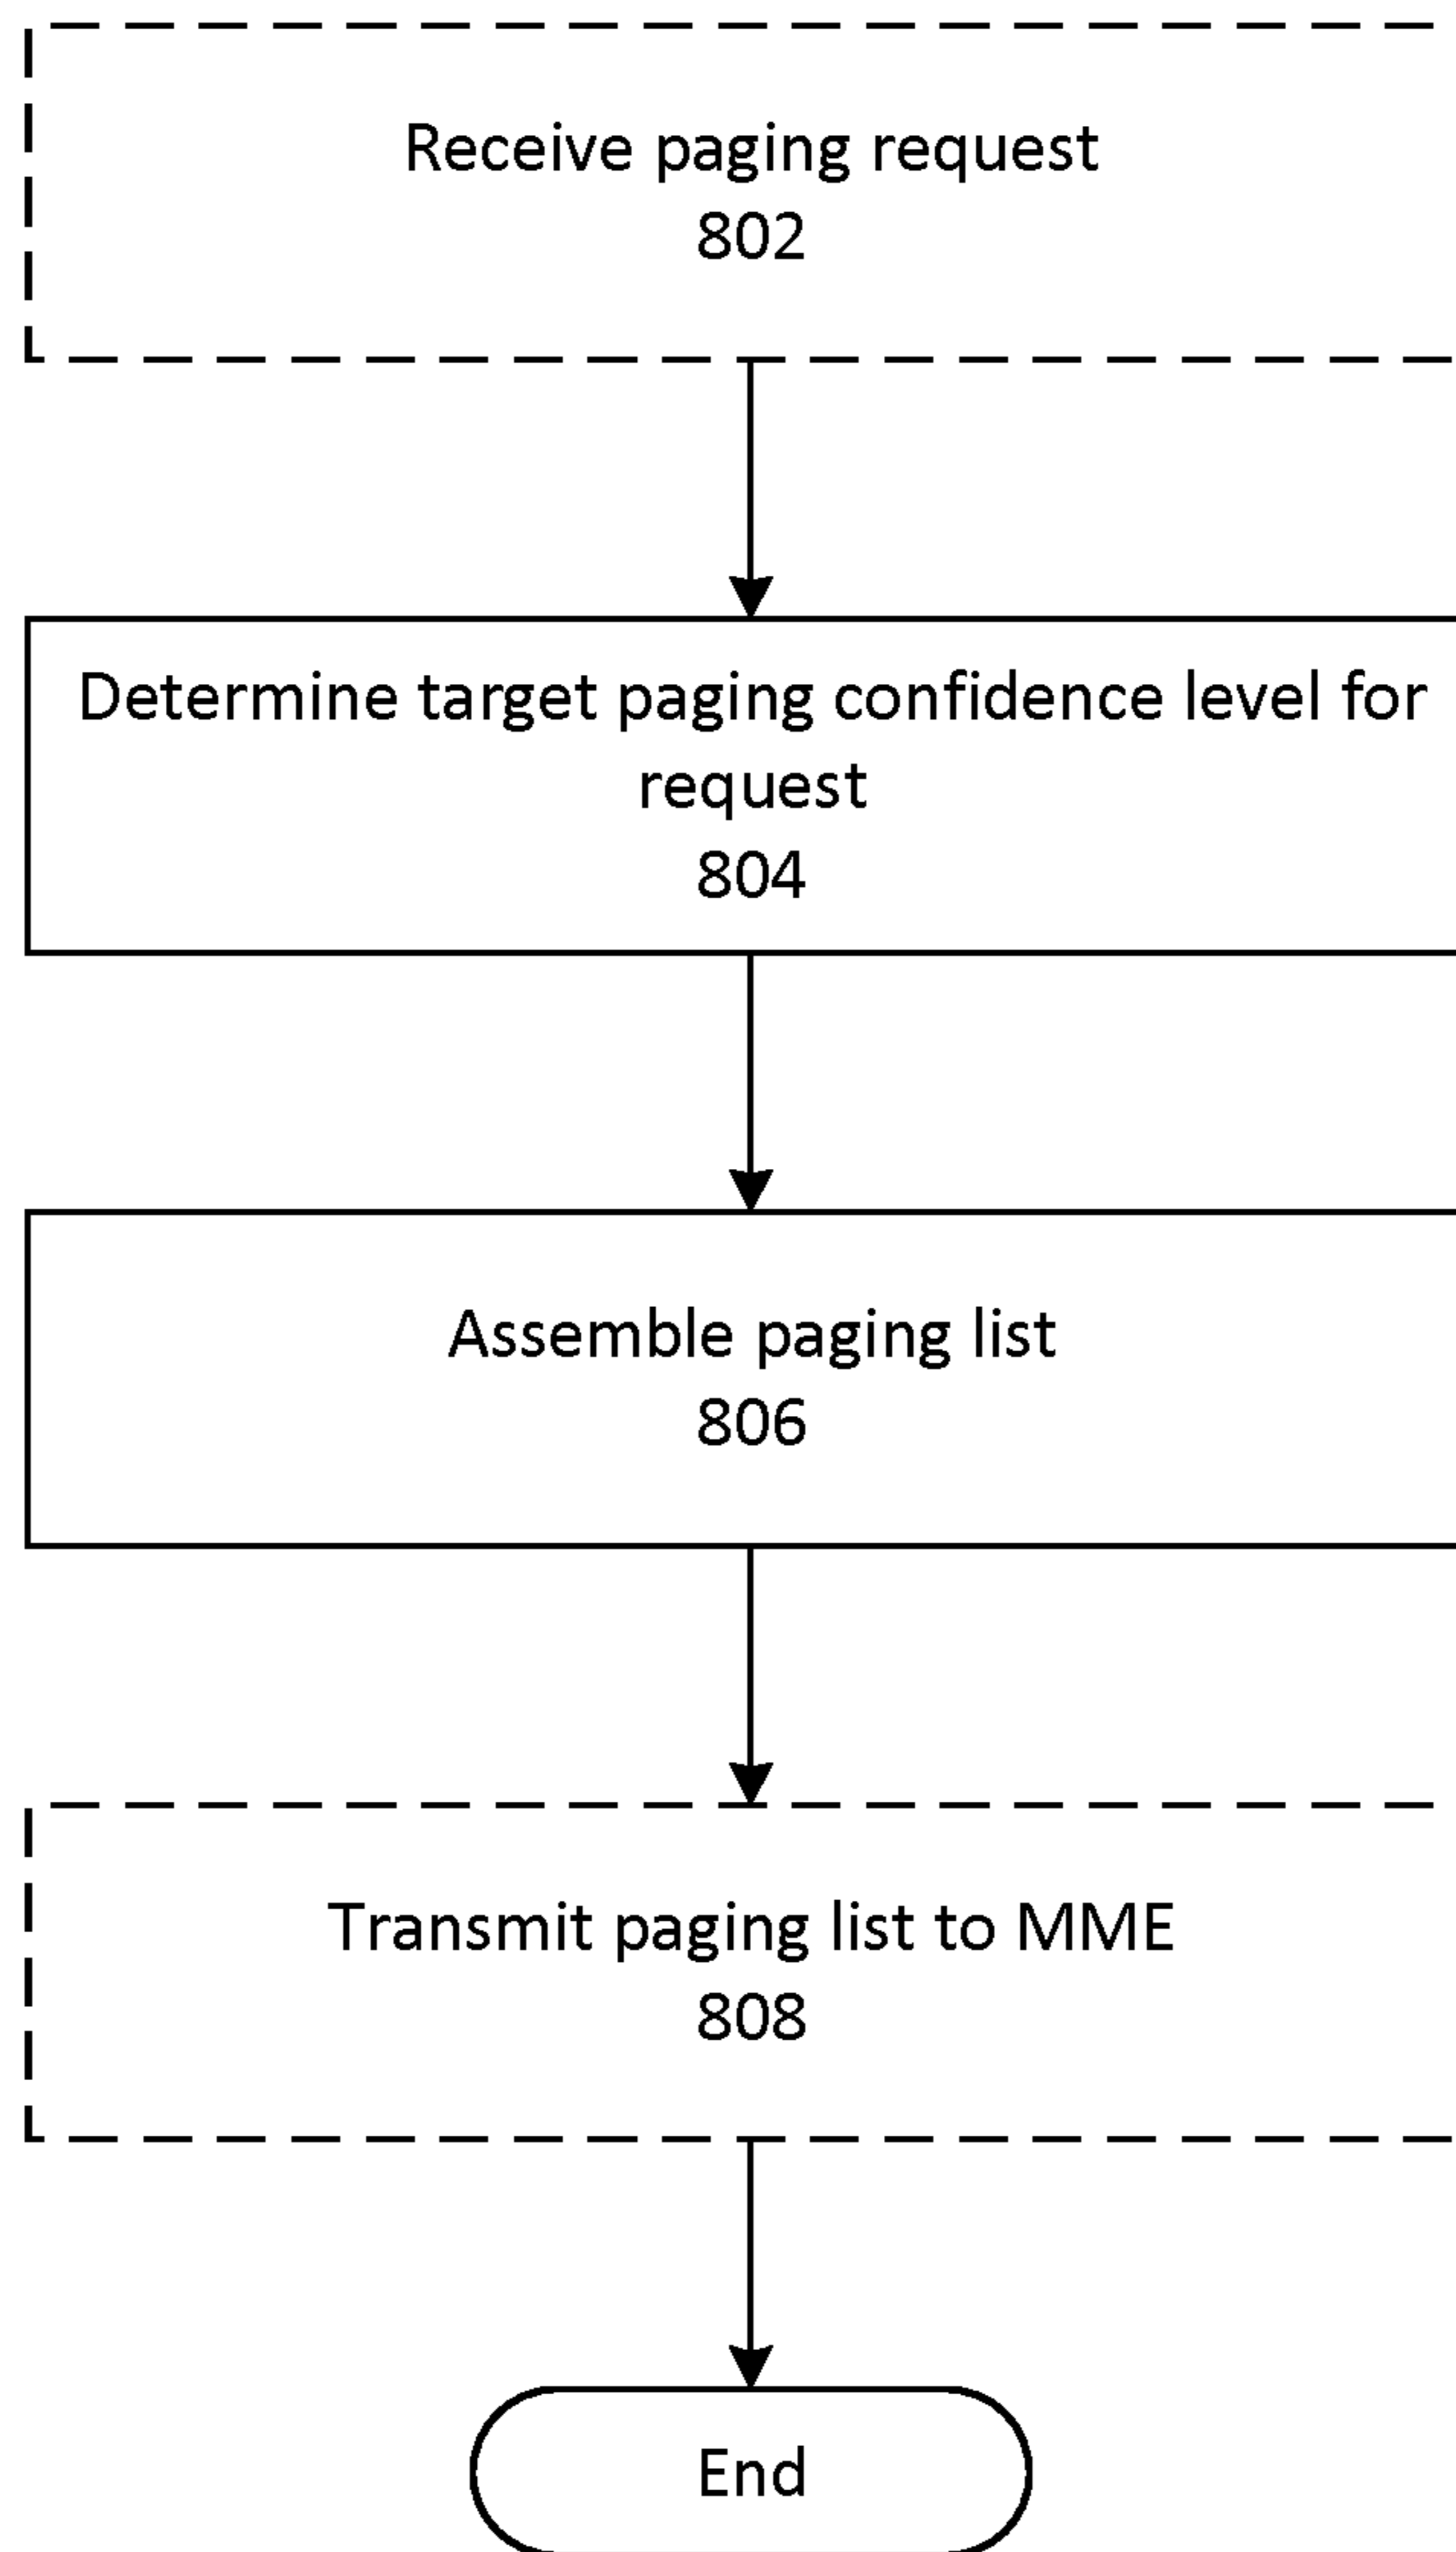 Receive paging request
802
Determine target paging confidence level for
request
804
Assemble paging list
806
Transmit paging list to MME
808
End